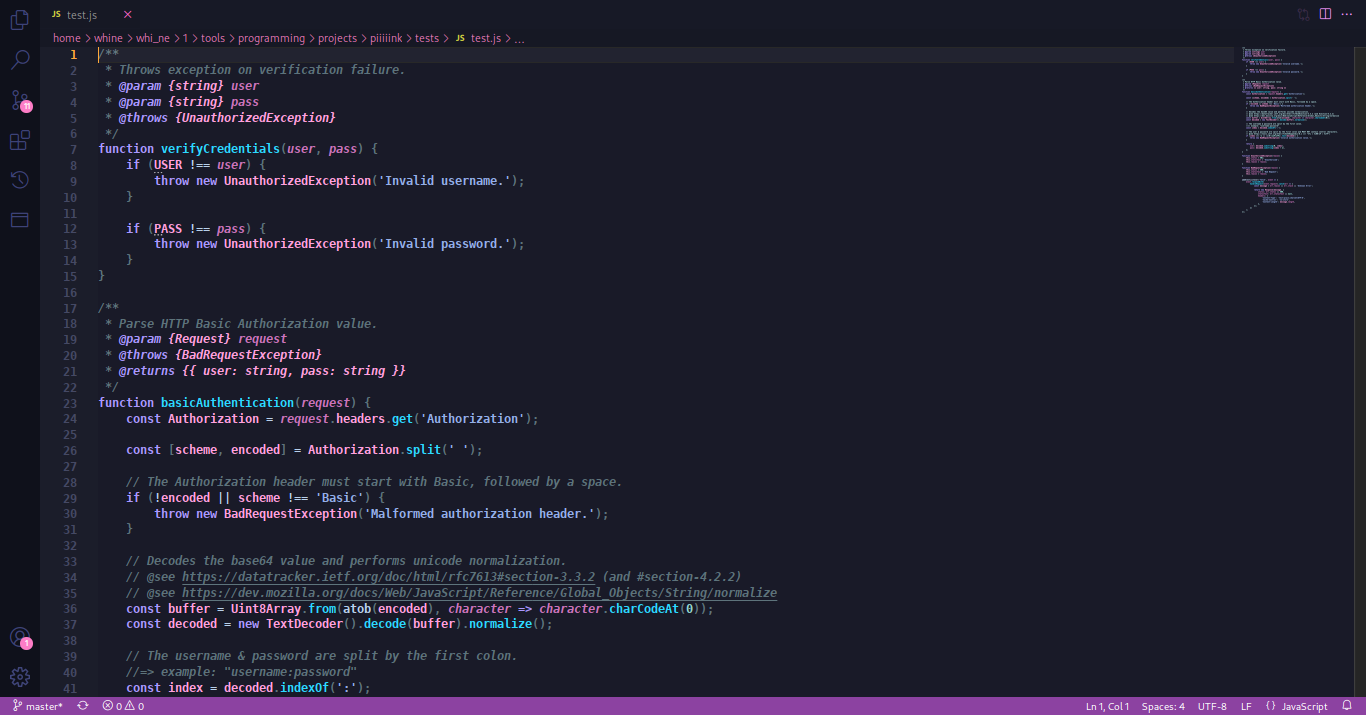 JS test.js
home > whine > whi_ne > 1 > tools > programming > projects > piiiiink > tests > JS test.js > ...
1 /**
2  * Throws exception on verification failure.
3  * @param {string} user
4  * @param {string} pass
5  * @throws {UnauthorizedException}
6  */
7 function verifyCredentials(user, pass) {
8     if (USER !== user) {
9         throw new UnauthorizedException('Invalid username.');
10     }
11
12     if (PASS !== pass) {
13         throw new UnauthorizedException('Invalid password.');
14     }
15 }
16
17 /**
18  * Parse HTTP Basic Authorization value.
19  * @param {Request} request
20  * @throws {BadRequestException}
21  * @returns {{ user: string, pass: string }}
22  */
23 function basicAuthentication(request) {
24     const Authorization = request.headers.get('Authorization');
25
26     const [scheme, encoded] = Authorization.split(' ');
27
28     // The Authorization header must start with Basic, followed by a space.
29     if (!encoded || scheme !== 'Basic') {
30         throw new BadRequestException('Malformed authorization header.');
31     }
32
33     // Decodes the base64 value and performs unicode normalization.
34     // @see https://datatracker.ietf.org/doc/html/rfc7613#section-3.3.2 (and #section-4.2.2)
35     // @see https://dev.mozilla.org/docs/Web/JavaScript/Reference/Global_Objects/String/normalize
36     const buffer = Uint8Array.from(atob(encoded), character => character.charCodeAt(0));
37     const decoded = new TextDecoder().decode(buffer).normalize();
38
39     // The username & password are split by the first colon.
40     //=> example: "username:password"
41     const index = decoded.indexOf(':');
11
1
master* 0 0 Ln 1, Col 1 Spaces: 4 UTF-8 LF {} JavaScript